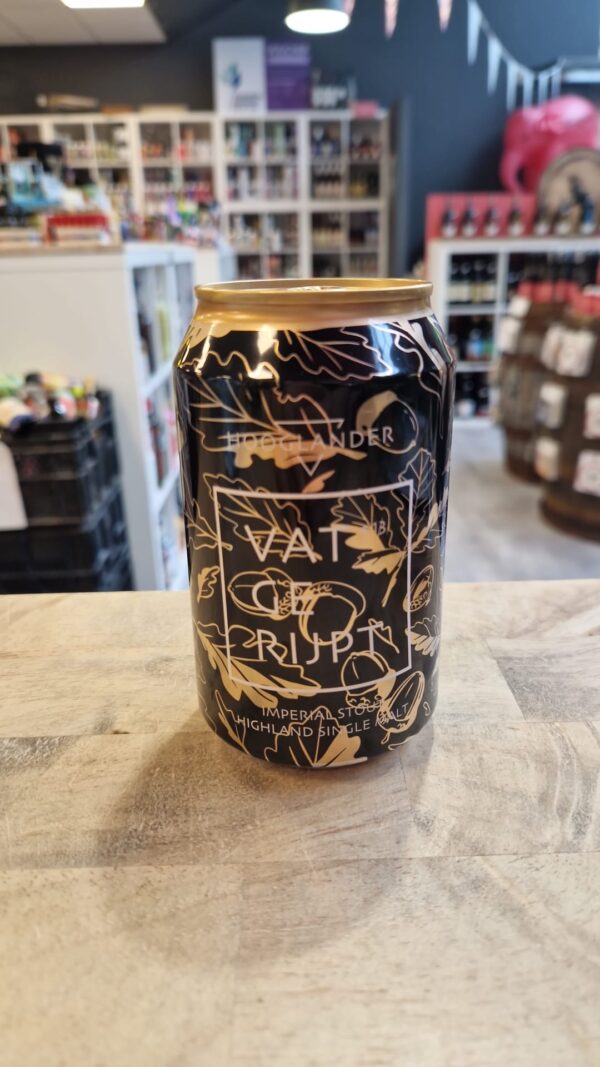 HOOGLANDER
VAT
GE
RIJPT
IMPERIAL STOUT
HIGHLAND SINGLE MALT